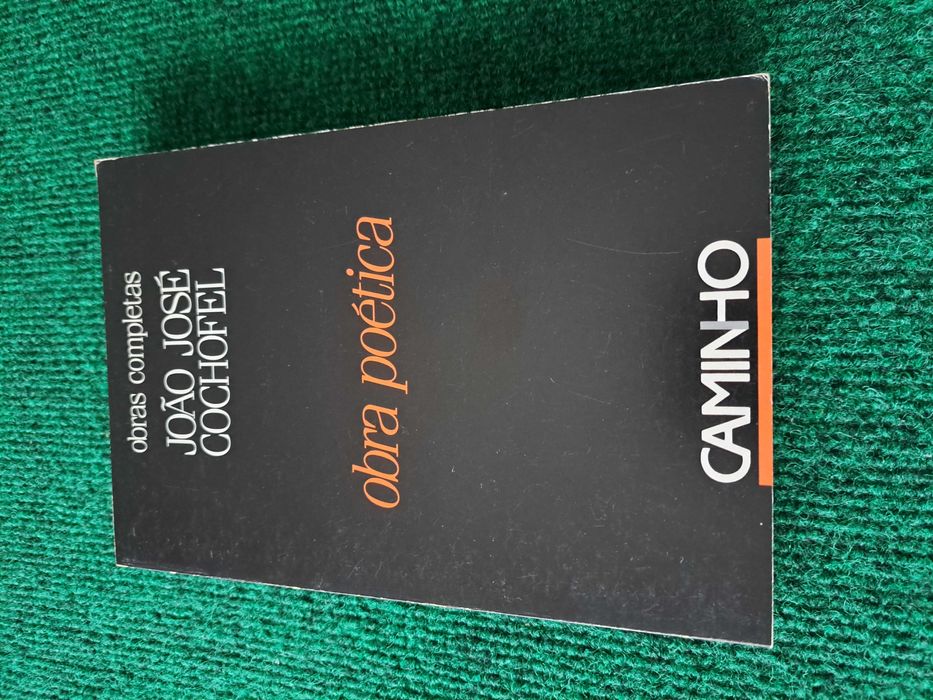 obras completas
JOÃO JOSÉ
COCHOFEL
obra poética
CAMINHO